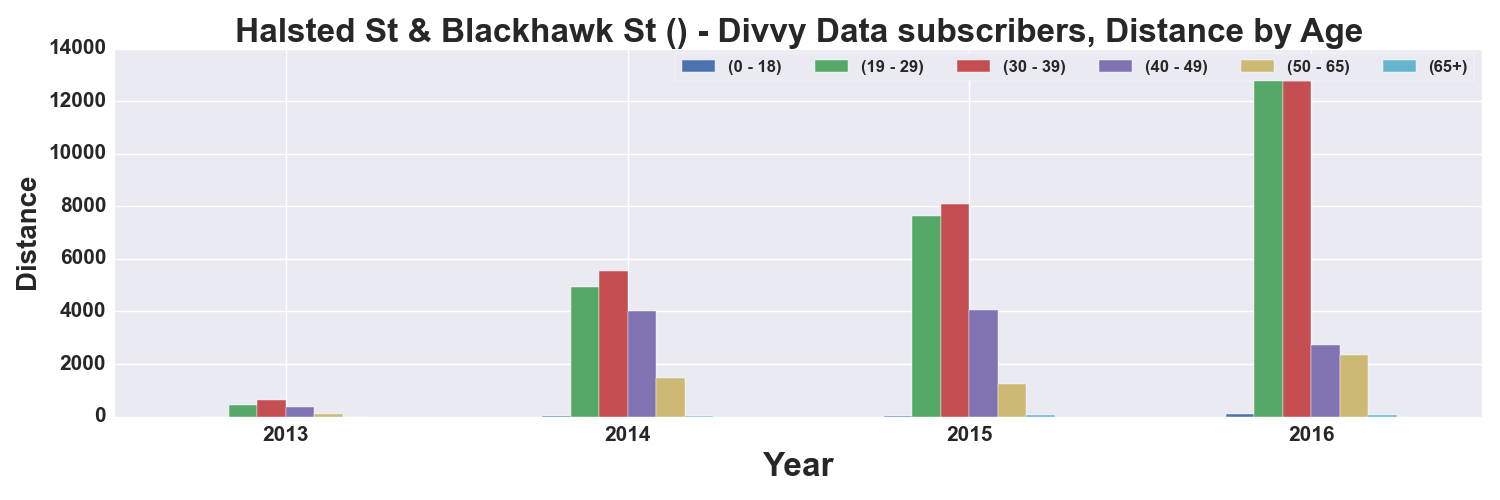 Halsted St & Blackhawk St () - Divvy Data subscribers, Distance by Age
14000
12000
10000
8000
6000
4000
2000
0
Distance
(0 - 18) (19 - 29) (30 - 39) (40 - 49) (50 - 65) (65+)
2013 2014 2015 2016
Year